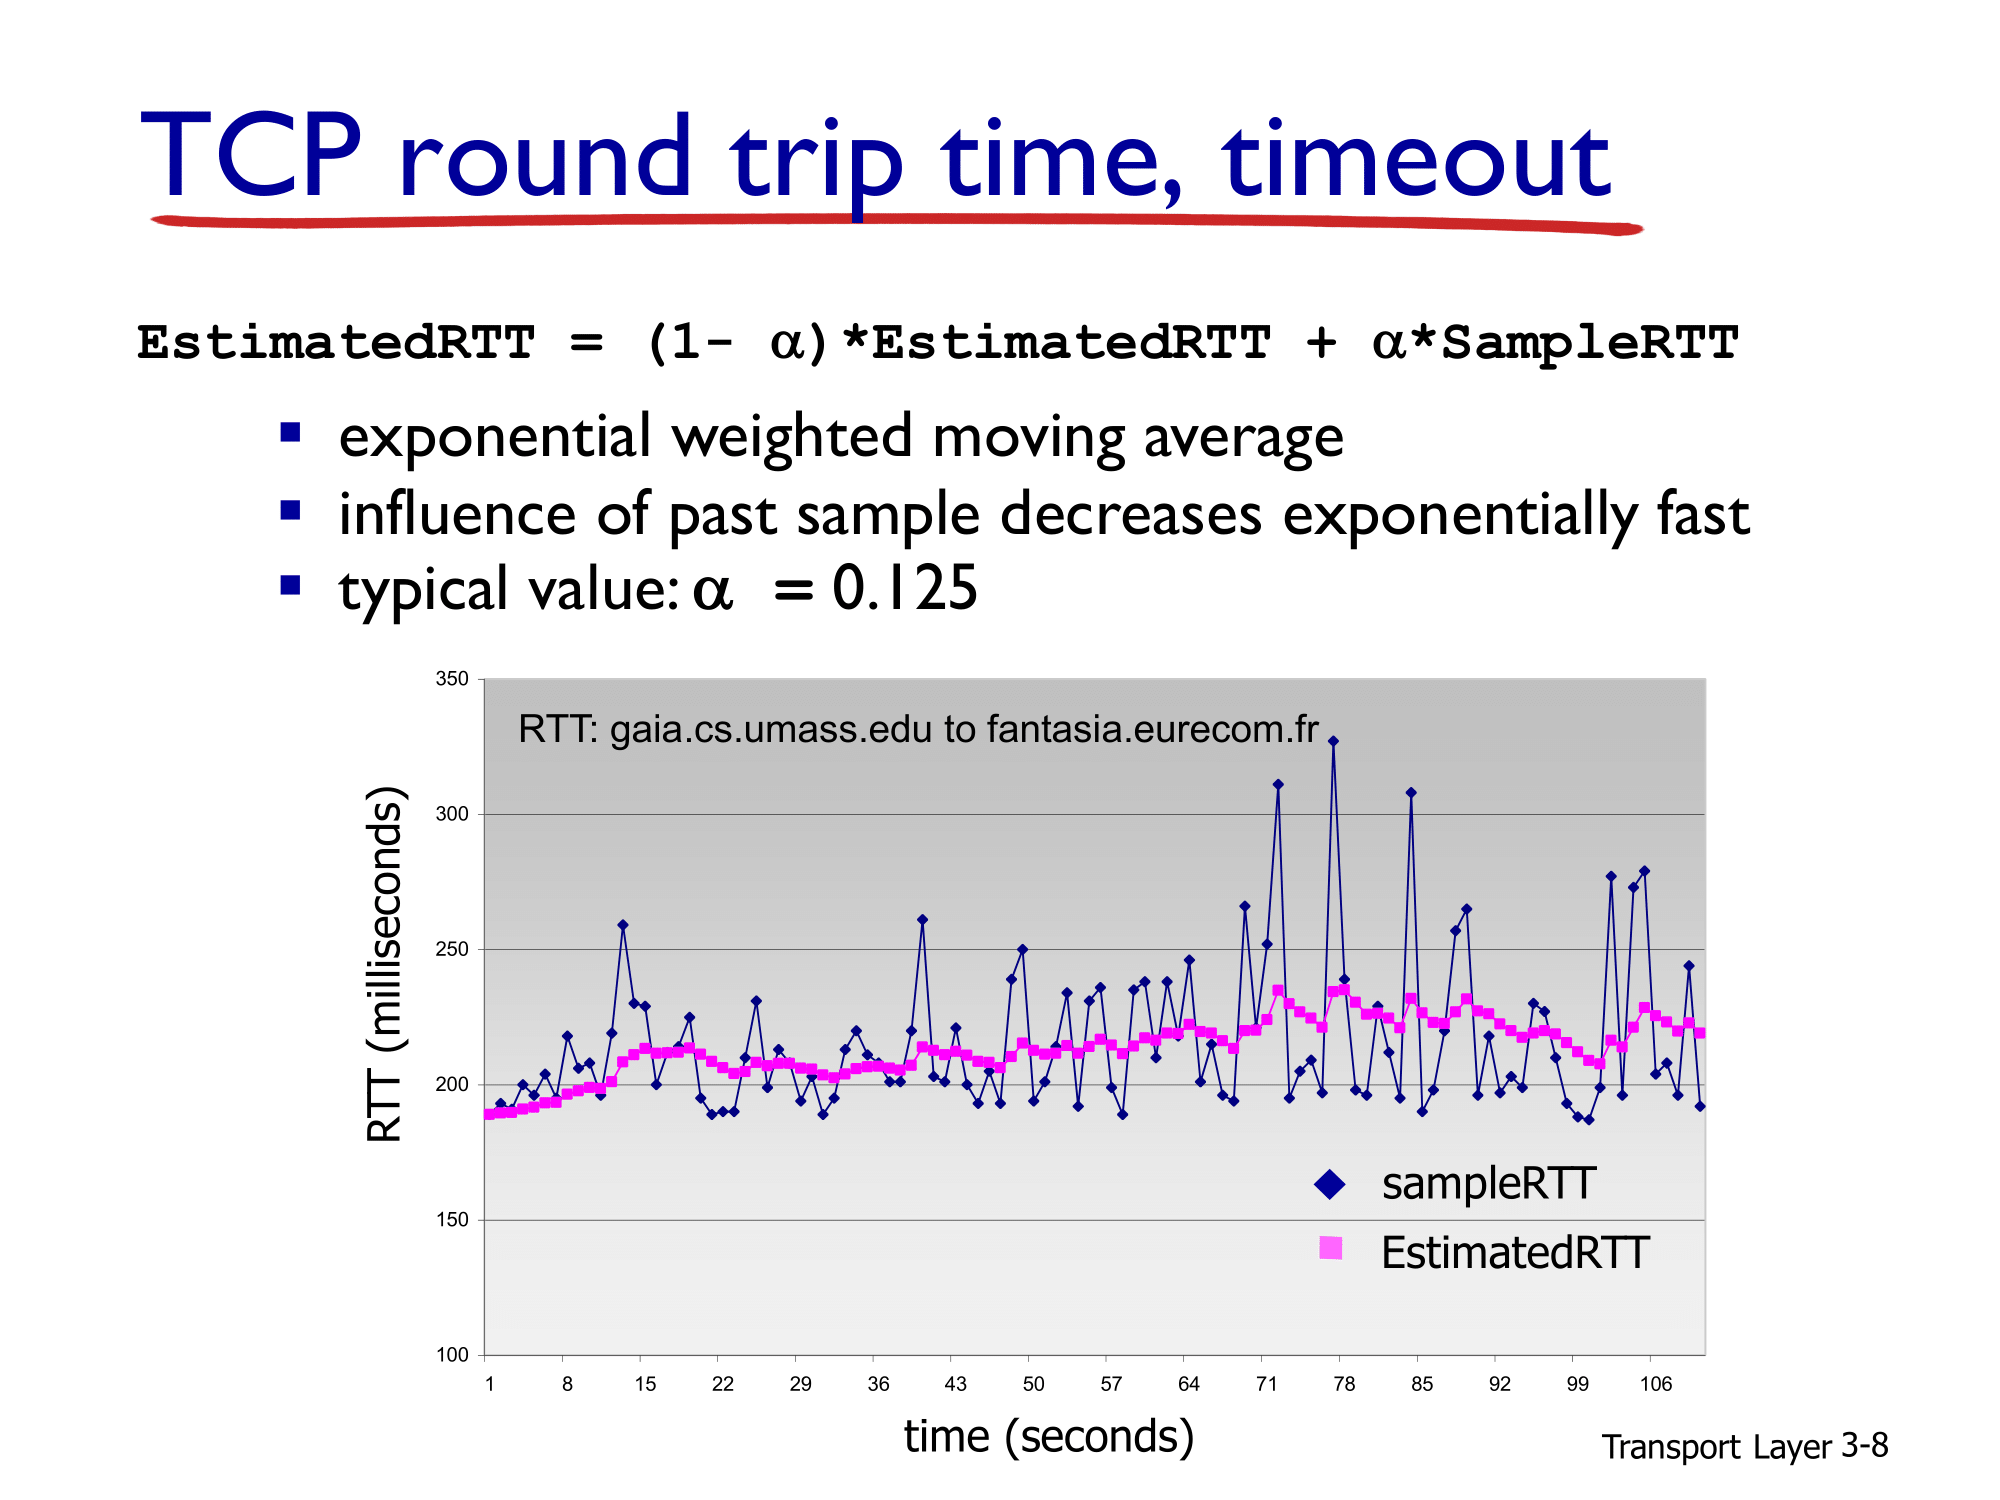 TCP round trip time, timeout
EstimatedRTT = (1- α)*EstimatedRTT + α*SampleRTT
▪ exponential weighted moving average
▪ influence of past sample decreases exponentially fast
▪ typical value: α = 0.125
RTT: gaia.cs.umass.edu to fantasia.eurecom.fr
350
300
250
200
150
100
RTT (milliseconds)
sampleRTT
EstimatedRTT
1 8 15 22 29 36 43 50 57 64 71 78 85 92 99 106
time (seconds)
Transport Layer 3-8